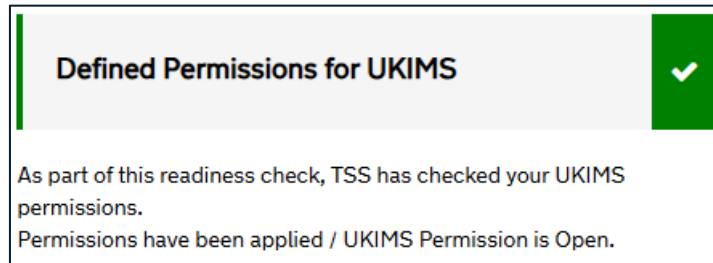 Defined Permissions for UKIMS
As part of this readiness check, TSS has checked your UKIMS
permissions.
Permissions have been applied / UKIMS Permission is Open.